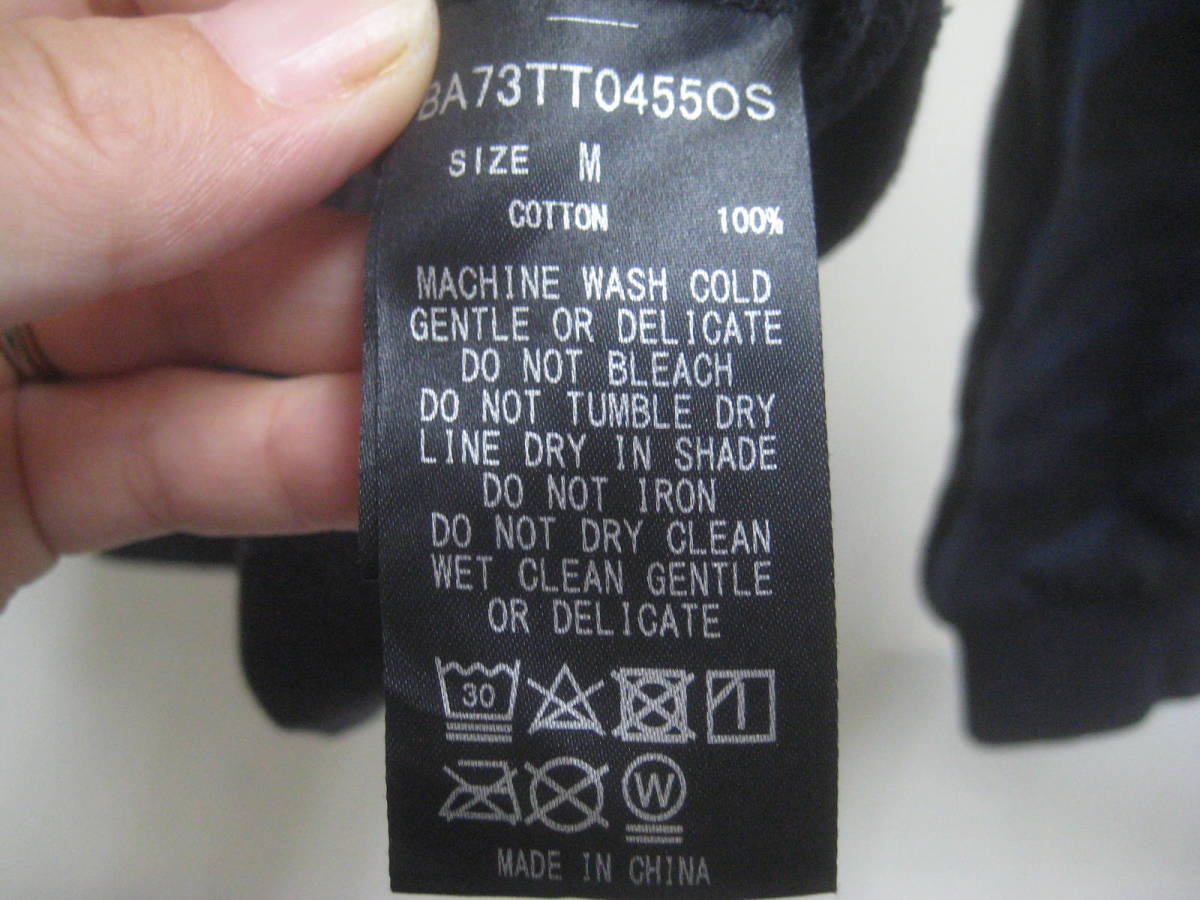 BA73TT0455OS
SIZE M
COTTON 100%
MACHINE WASH COLD
GENTLE OR DELICATE
DO NOT BLEACH
DO NOT TUMBLE DRY
LINE DRY IN SHADE
DO NOT IRON
DO NOT DRY CLEAN
WET CLEAN GENTLE
OR DELICATE
30
W
MADE IN CHINA